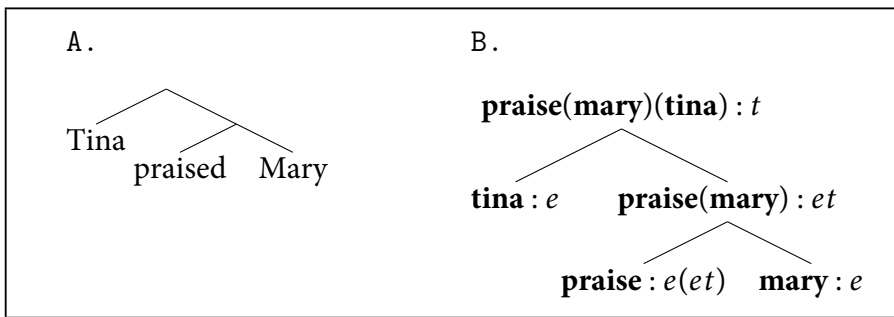 A.
Tina
praised Mary
B.
praise(mary)(tina) : t
tina : e praise(mary) : et
praise : e(et) mary : e